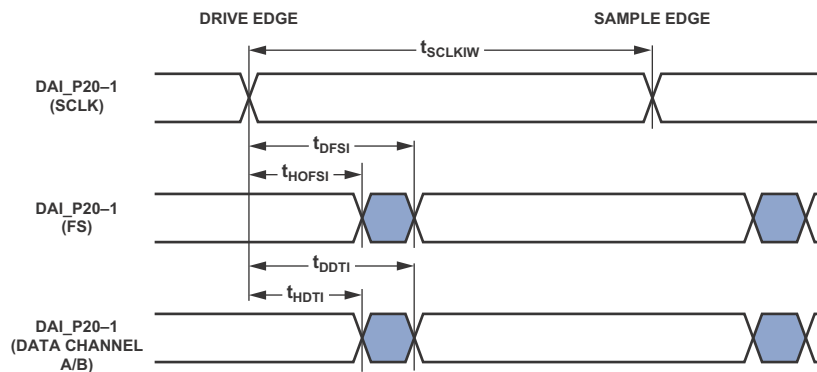 DRIVE EDGE
SAMPLE EDGE
tSCLKIW
DAI_P20–1
(SCLK)
tDFSI
tHOFSI
DAI_P20–1
(FS)
tDDTI
tHDTI
DAI_P20–1
(DATA CHANNEL
A/B)